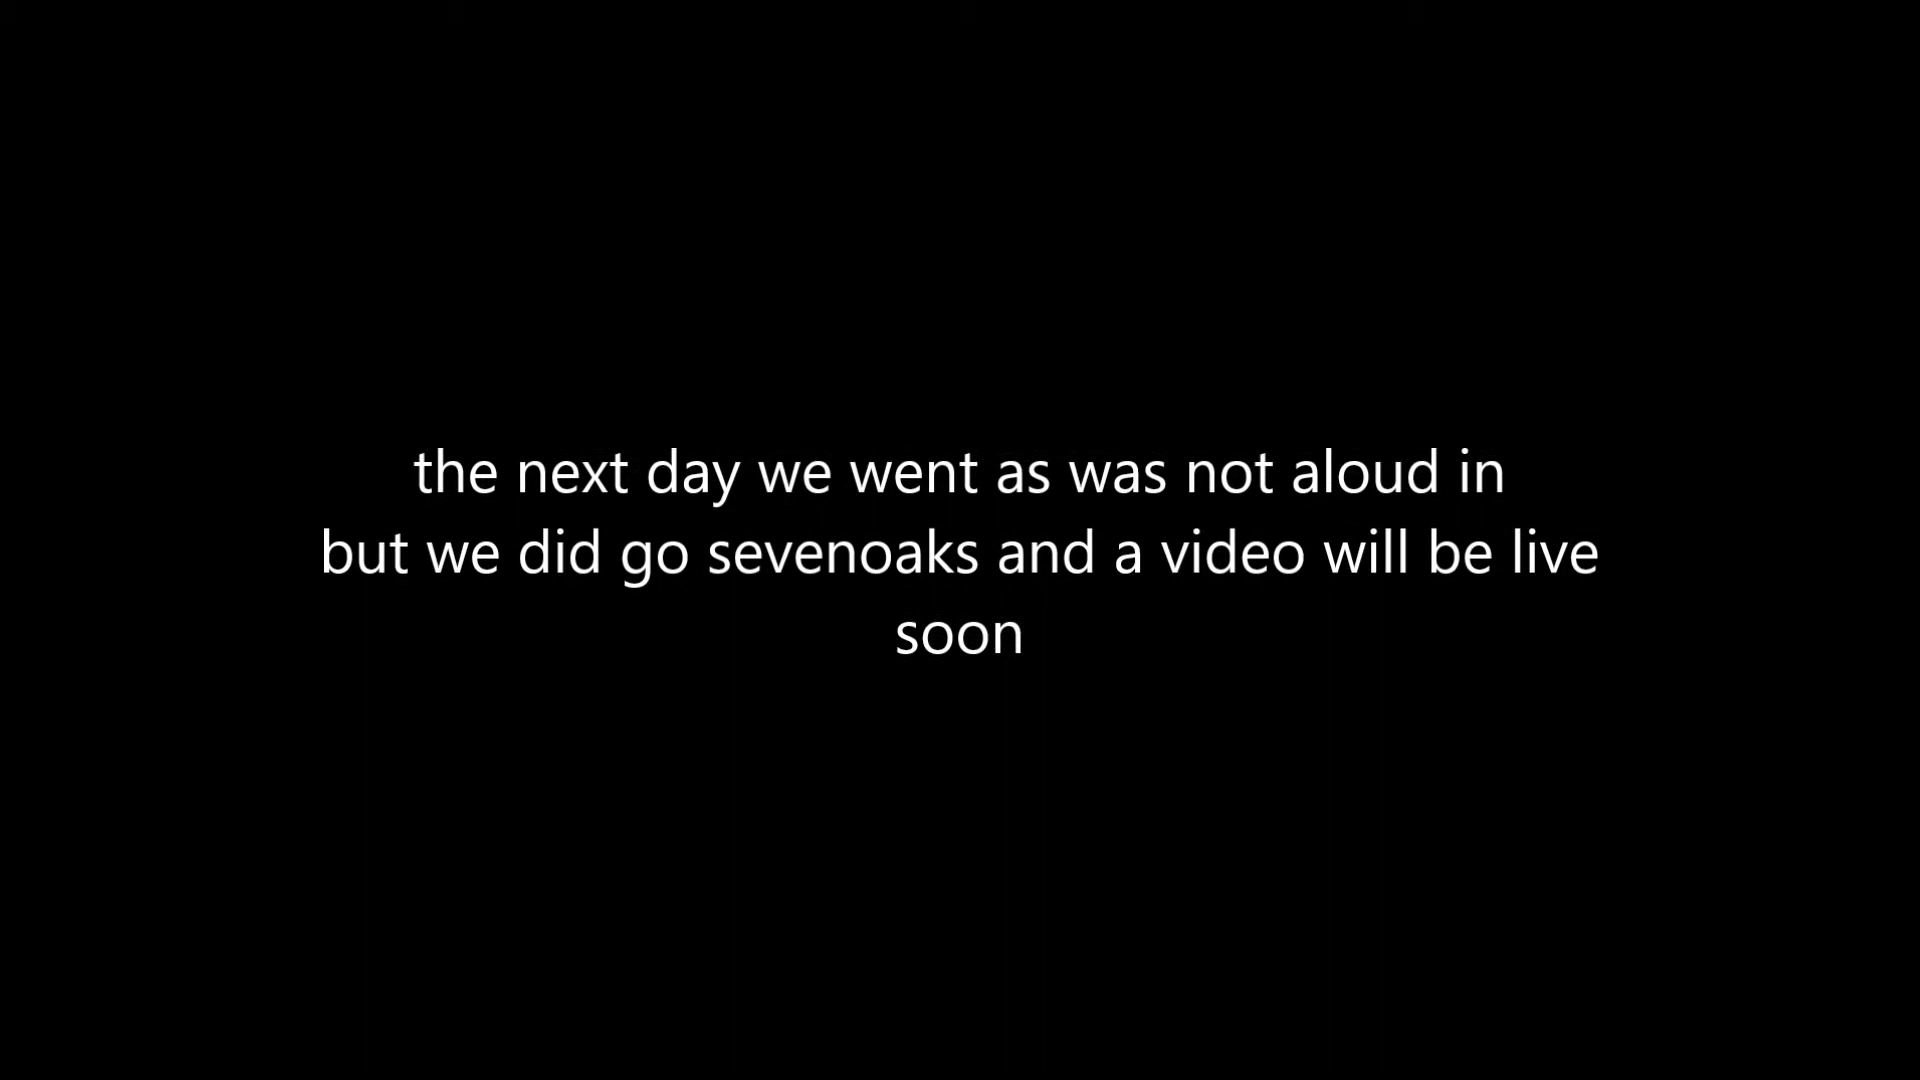 the next day we went as was not aloud in
but we did go sevenoaks and a video will be live
soon